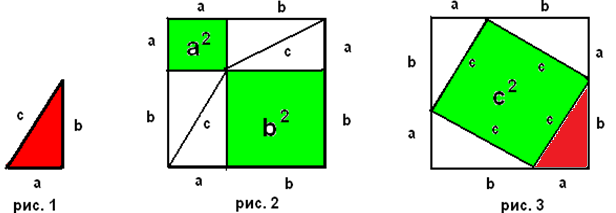 a b a b
a a² c a
c b b c b² b b c c c² c c b
a a b a b a
рис. 1 рис. 2 рис. 3